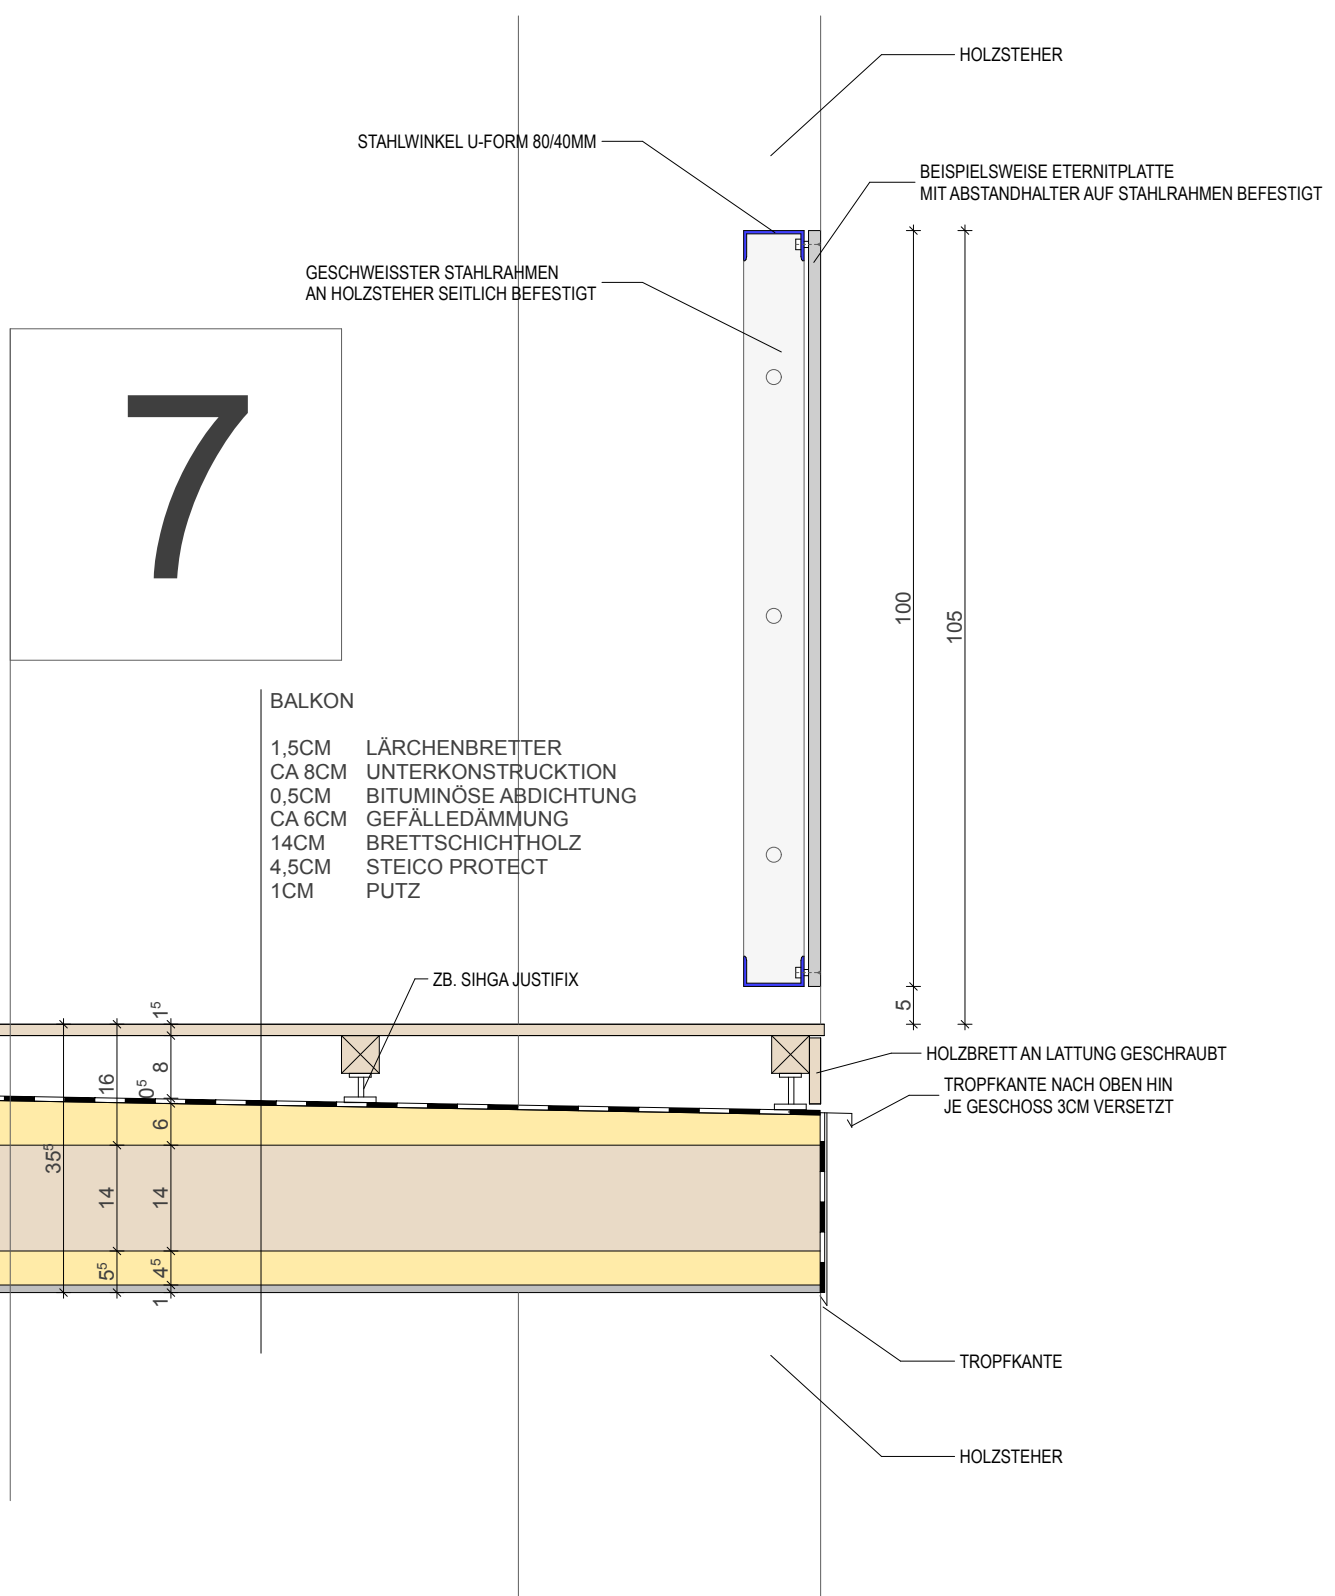 HOLZSTEHER
STAHLWINKEL U-FORM 80/40MM
BEISPIELSWEISE ETERNITPLATTE
MIT ABSTANDHALTER AUF STAHLRAHMEN BEFESTIGT
GESCHWEISSTER STAHLRAHMEN
AN HOLZSTEHER SEITLICH BEFESTIGT
7
100
105
BALKON
1,5CM LÄRCHENBRETTER
CA 8CM UNTERKONSTRUCKTION
0,5CM BITUMINÖSE ABDICHTUNG
CA 6CM GEFÄLLEDÄMMUNG
14CM BRETTSCHICHTHOLZ
4,5CM STEICO PROTECT
1CM PUTZ
ZB. SIHGA JUSTIFIX
5
1⁵
HOLZBRETT AN LATTUNG GESCHRAUBT
TROPFKANTE NACH OBEN HIN
JE GESCHOSS 3CM VERSETZT
16
8
0⁵
6
35⁵
14
14
5⁵
4⁵
1
TROPFKANTE
HOLZSTEHER